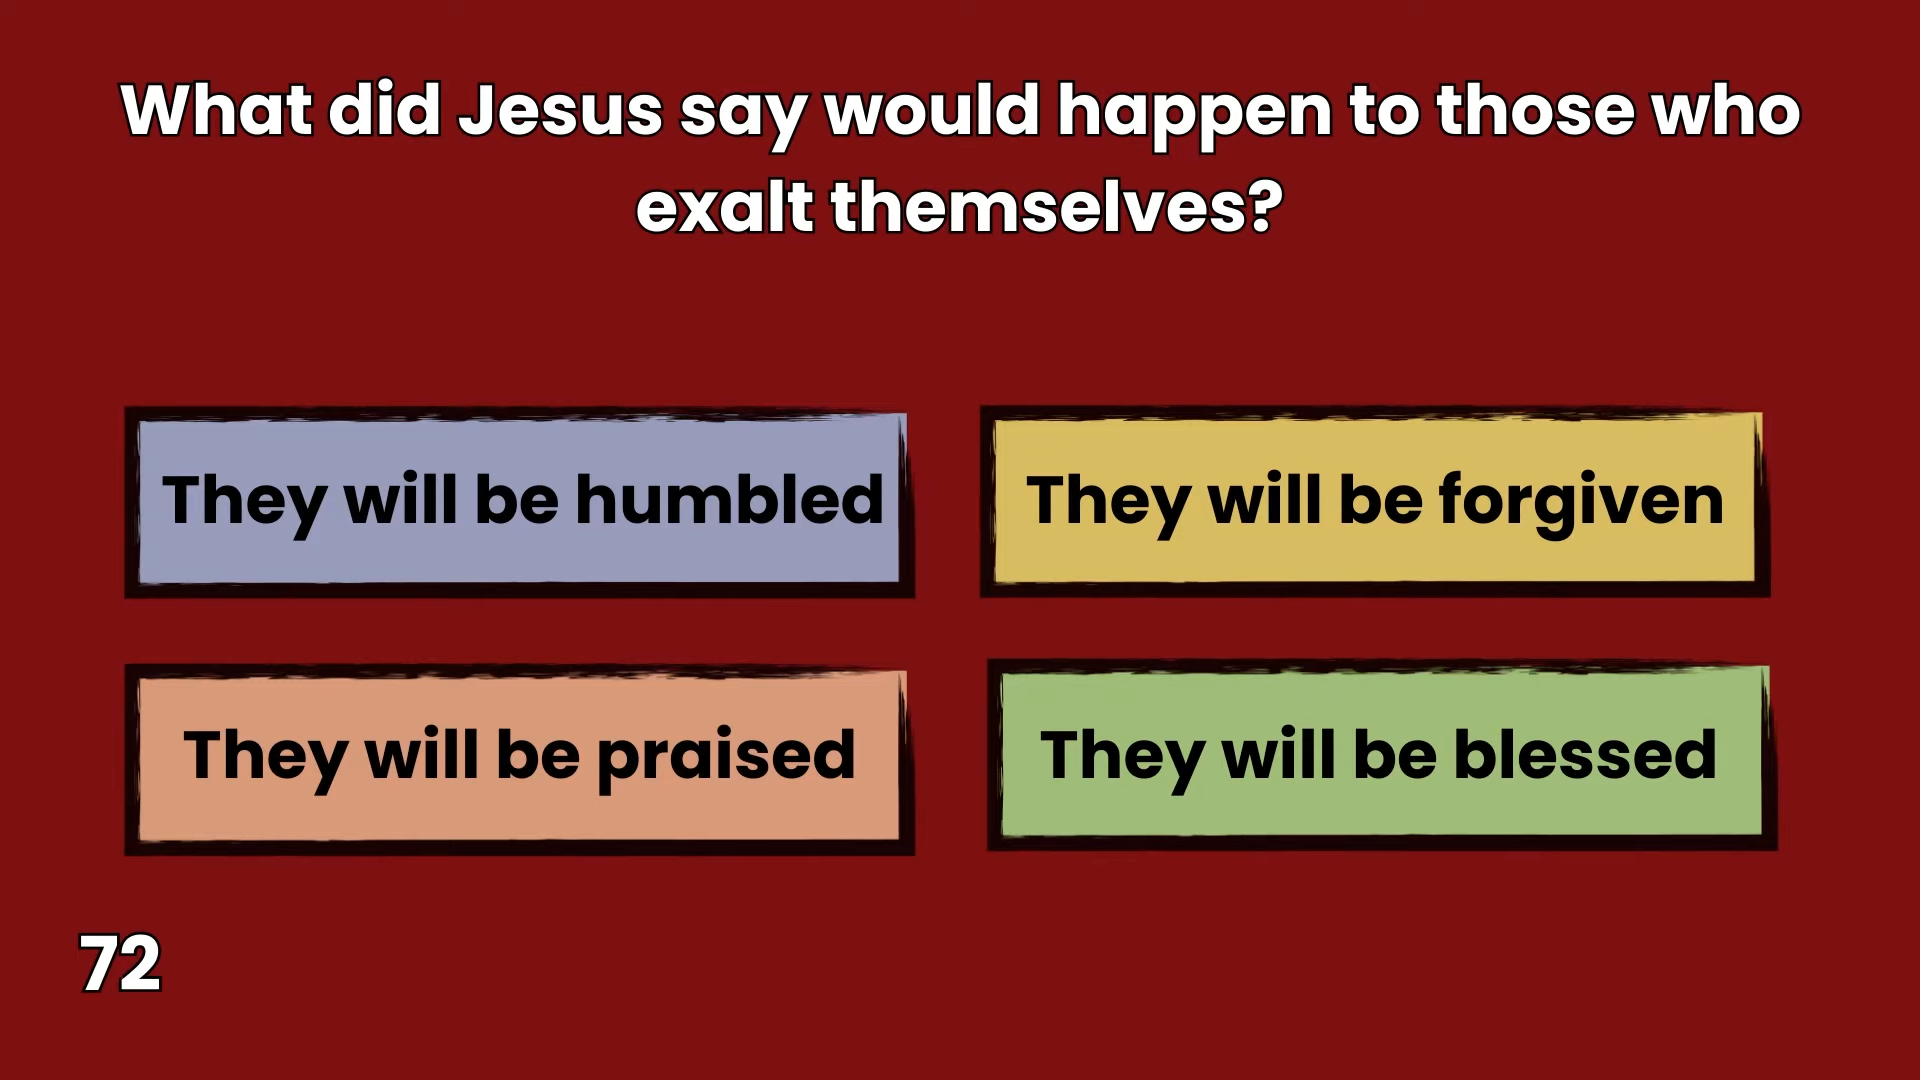 What did Jesus say would happen to those who
exalt themselves?
They will be humbled
They will be forgiven
They will be praised
They will be blessed
72